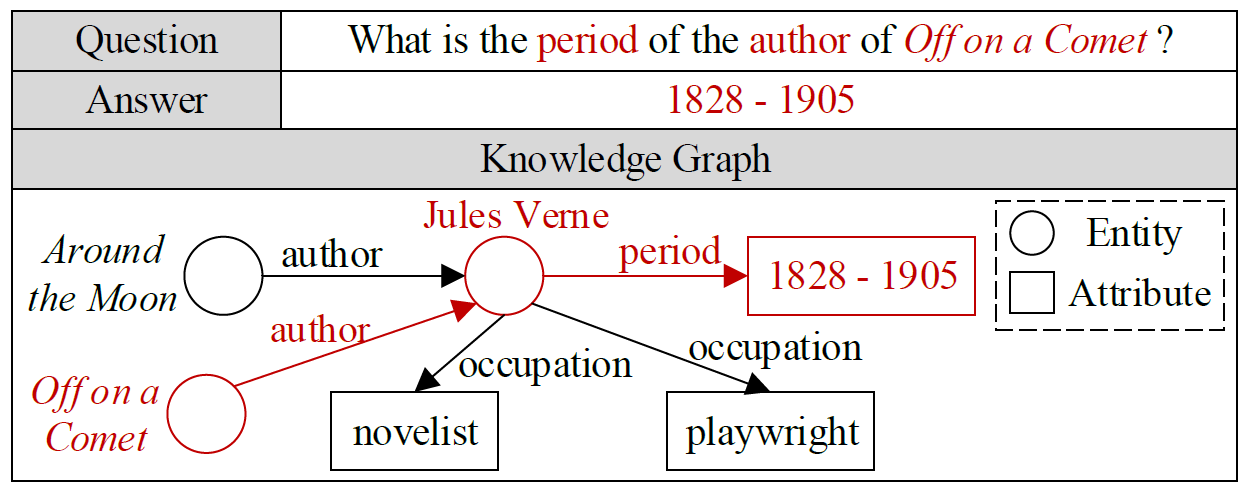 Question
What is the period of the author of Off on a Comet ?
Answer
1828 - 1905
Knowledge Graph
Jules Verne
Around
the Moon
author
period
1828 - 1905
Entity
Attribute
author
occupation
occupation
Off on a
Comet
novelist
playwright